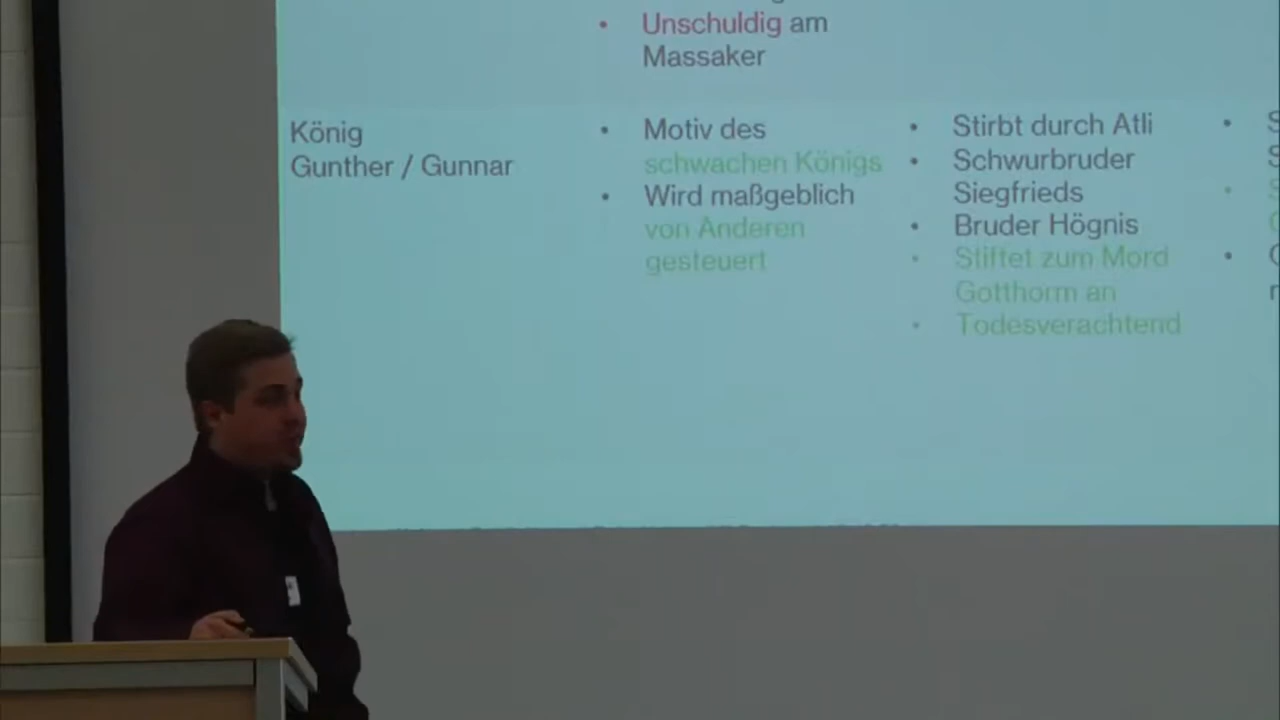 Unschuldig am
Massaker
König
Gunther / Gunnar
Motiv des
schwachen Königs
Wird maßgeblich
von Anderen
gesteuert
Stirbt durch Atli
Schwurbruder
Siegfrieds
Bruder Högnis
Stiftet zum Mord
Gotthorm an
Todesverachtend